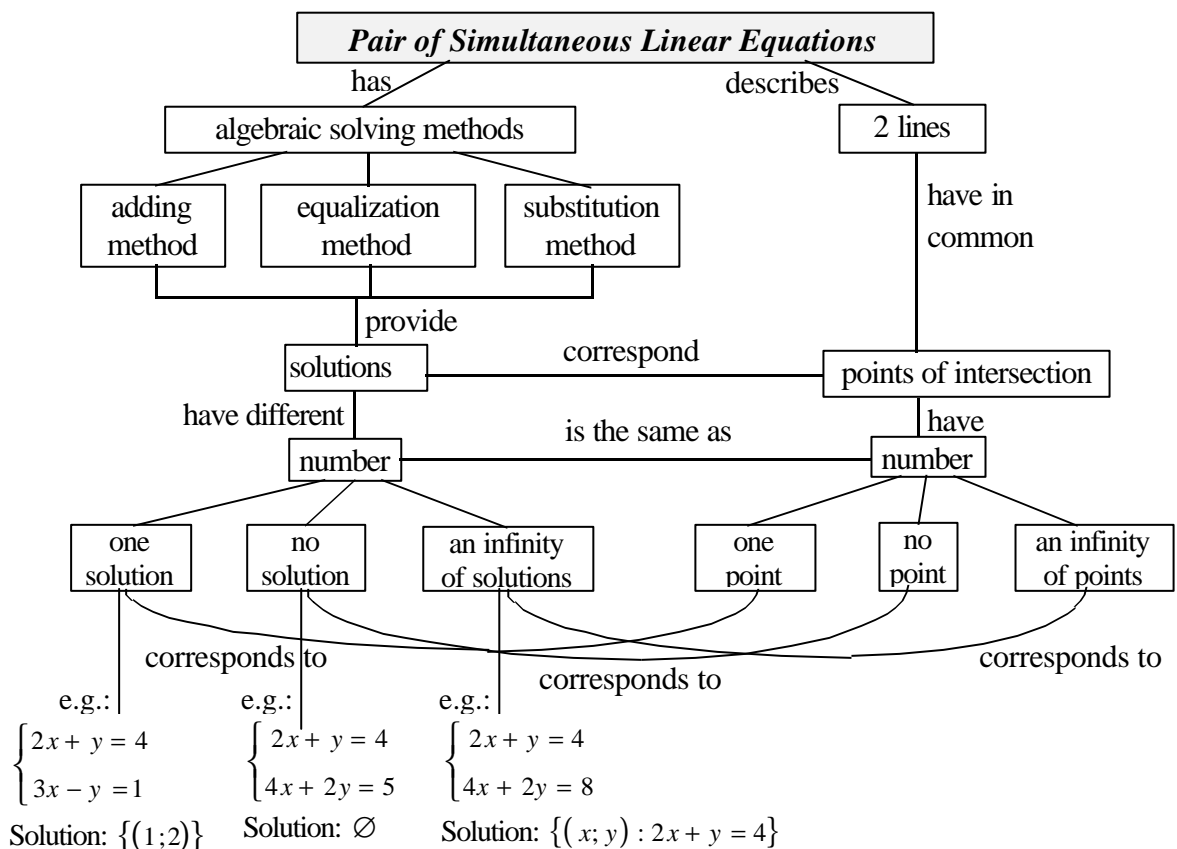 Pair of Simultaneous Linear Equations
has
describes
algebraic solving methods
2 lines
adding
method
equalization
method
substitution
method
have in
common
provide
solutions
correspond
points of intersection
have different
is the same as
have
number
number
one
solution
no
solution
an infinity
of solutions
one
point
no
point
an infinity
of points
corresponds to
corresponds to
corresponds to
e.g.:
2x + y = 4
3x − y = 1
Solution: {(1;2)}
e.g.:
2x + y = 4
4x + 2y = 5
Solution: ∅
e.g.:
2x + y = 4
4x + 2y = 8
Solution: {(x; y) : 2x + y = 4}